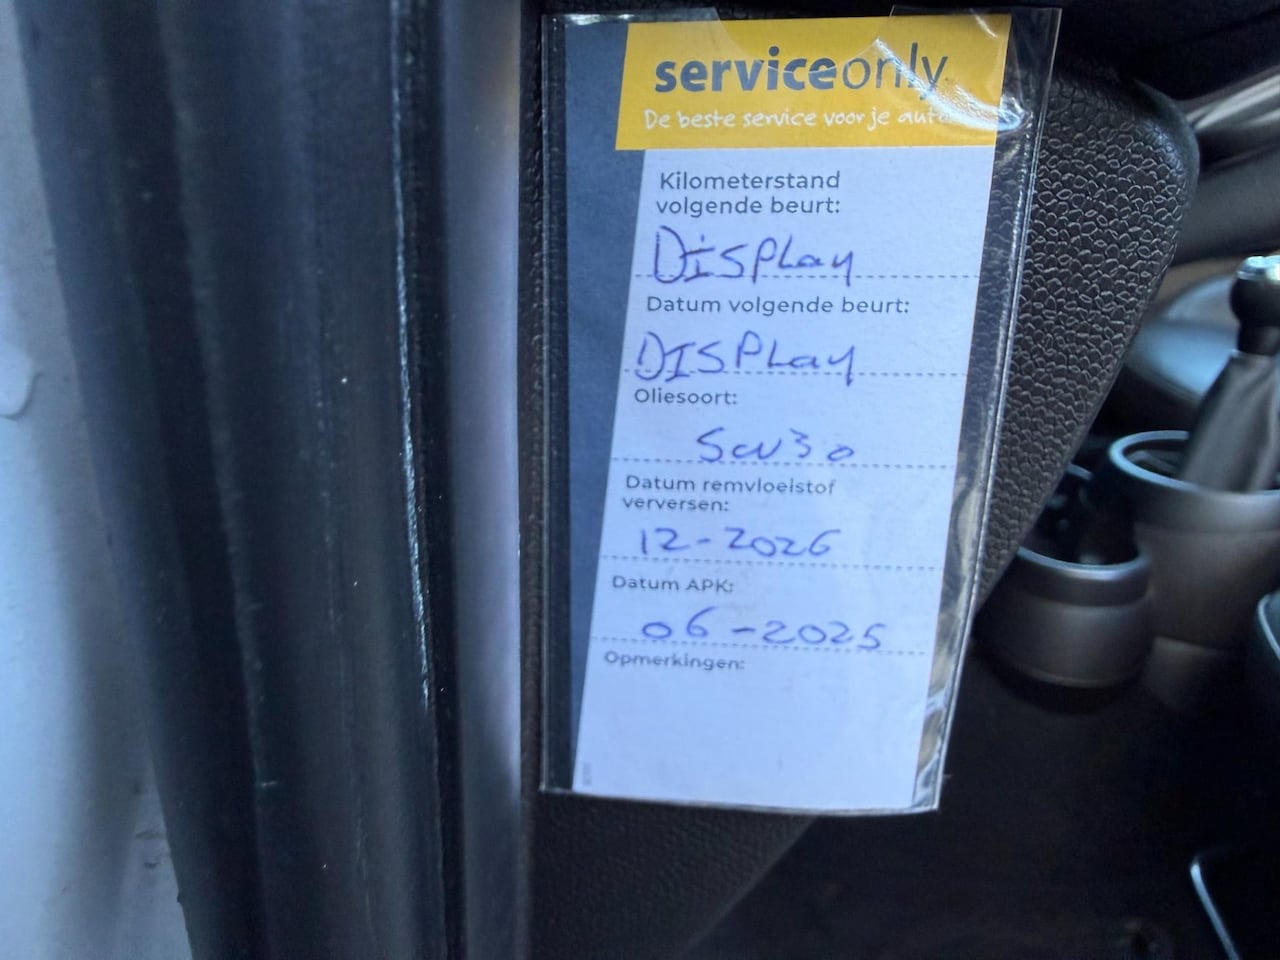 serviceonly
De beste service voor je auto
Kilometerstand
volgende beurt:
DISPLay
Datum volgende beurt:
DISPLay
Oliesoort:
5W30
Datum remvloeistof
verversen:
12-2026
Datum APK:
06-2025
Opmerkingen: